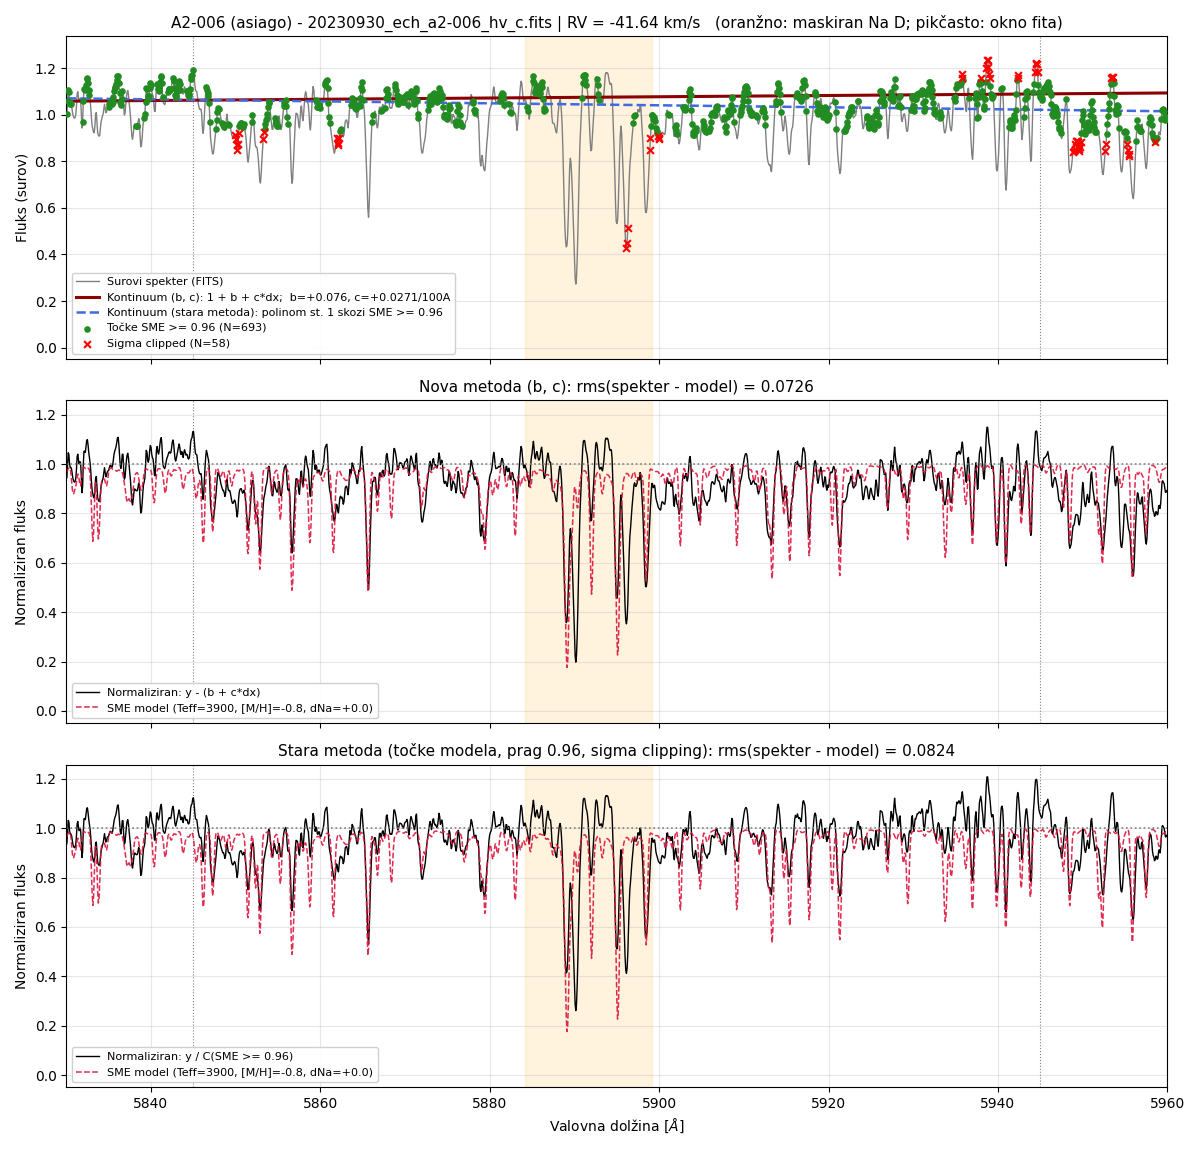 A2-006 (asiago) - 20230930_ech_a2-006_hv_c.fits | RV = -41.64 km/s   (oranžno: maskiran Na D; pikčasto: okno fita)
1.2
1.0
0.8
0.6
0.4
0.2
0.0
Fluks (surov)
Surovi spekter (FITS)
Kontinuum (b, c): 1 + b + c*dx;  b=+0.076, c=+0.0271/100A
Kontinuum (stara metoda): polinom st. 1 skozi SME >= 0.96
Točke SME >= 0.96 (N=693)
Sigma clipped (N=58)
Nova metoda (b, c): rms(spekter - model) = 0.0726
1.2
1.0
0.8
0.6
0.4
0.2
0.0
Normaliziran fluks
Normaliziran: y - (b + c*dx)
SME model (Teff=3900, [M/H]=-0.8, dNa=+0.0)
Stara metoda (točke modela, prag 0.96, sigma clipping): rms(spekter - model) = 0.0824
1.2
1.0
0.8
0.6
0.4
0.2
0.0
Normaliziran fluks
Normaliziran: y / C(SME >= 0.96)
SME model (Teff=3900, [M/H]=-0.8, dNa=+0.0)
5840 5860 5880 5900 5920 5940 5960
Valovna dolžina [Å]